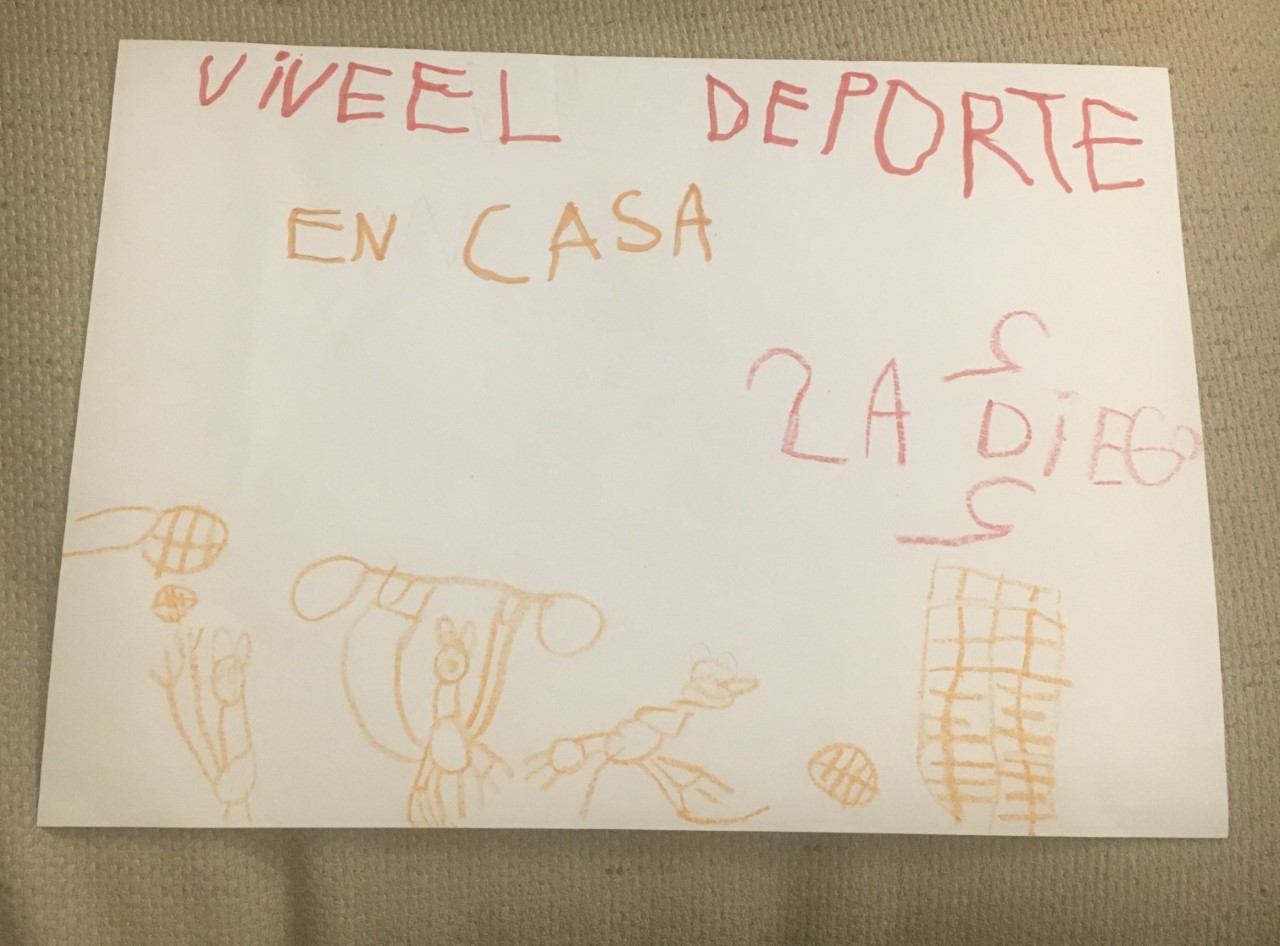 ViVEEL DEPORTE
EN CASA
2A DiEGO